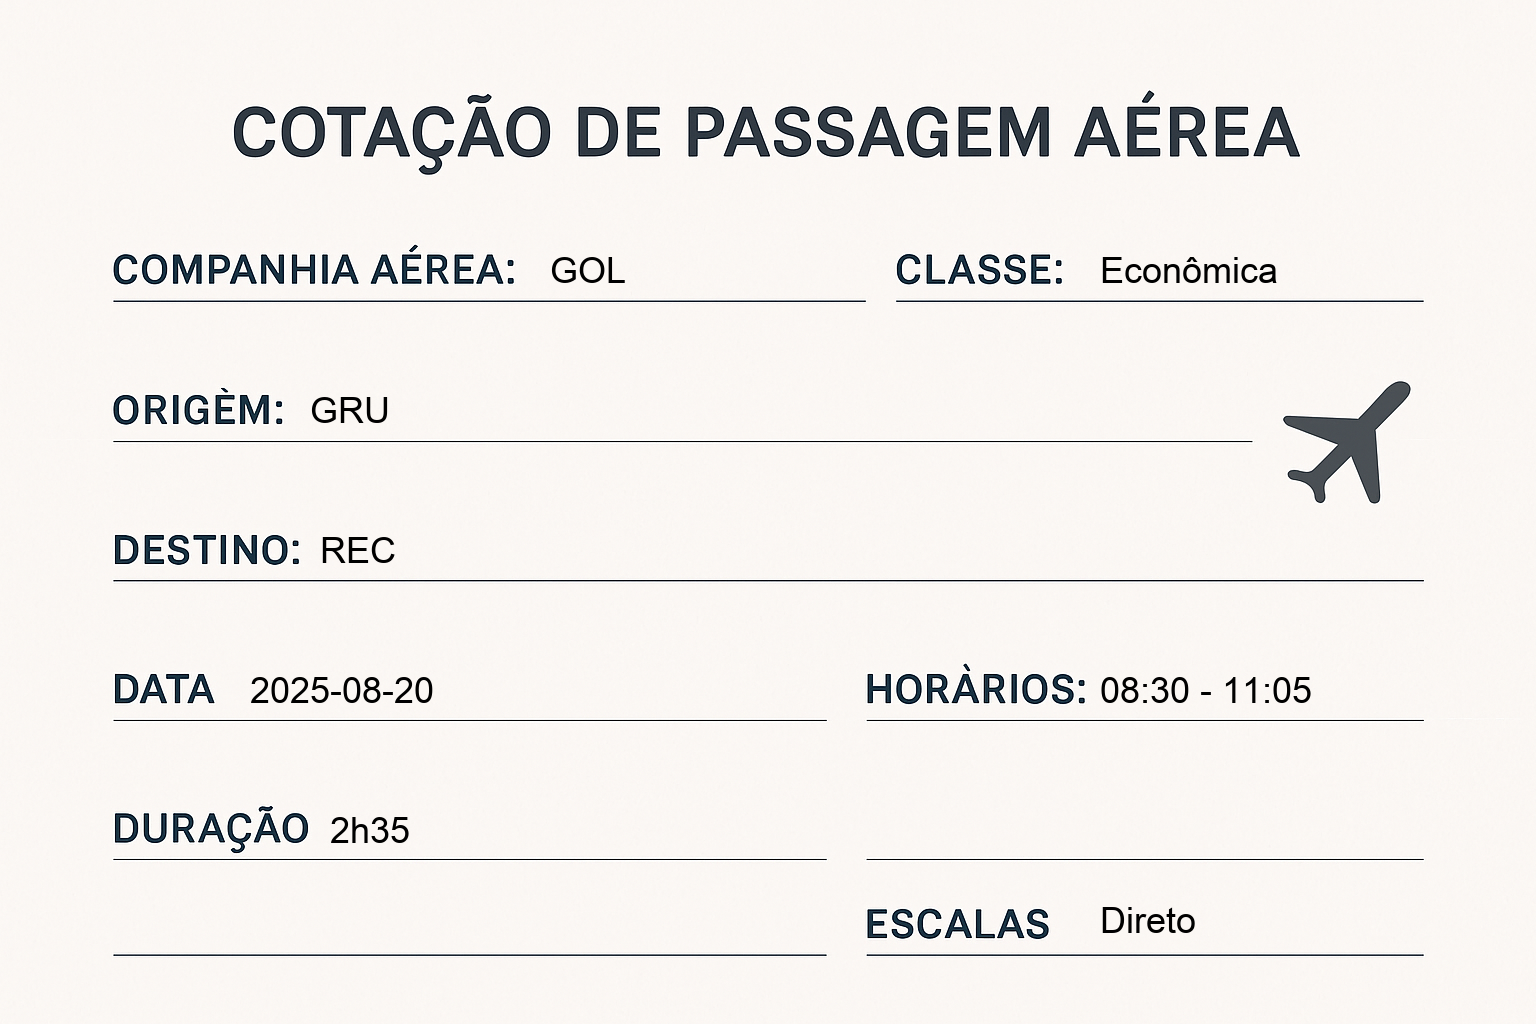 COTAÇÃO DE PASSAGEM AÉREA
COMPANHIA AÉREA: GOL CLASSE: Econômica
ORIGÈM: GRU
DESTINO: REC
DATA 2025-08-20 HORÀRIOS: 08:30 - 11:05
DURAÇÃO 2h35
ESCALAS Direto